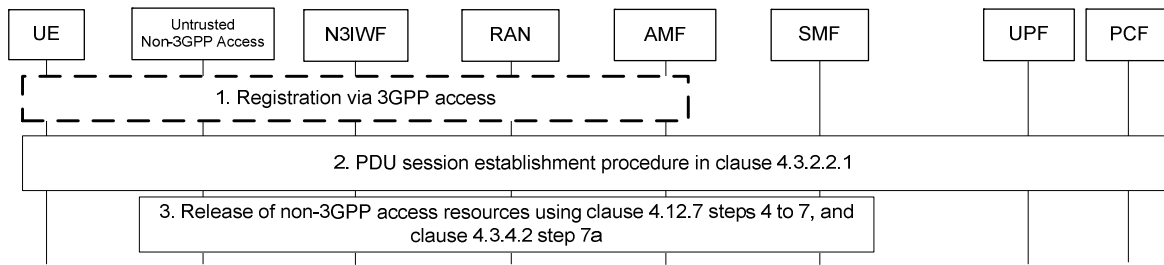 UE
Untrusted
Non-3GPP Access
N3IWF
RAN
AMF
SMF
UPF
PCF
1. Registration via 3GPP access
2. PDU session establishment procedure in clause 4.3.2.2.1
3. Release of non-3GPP access resources using clause 4.12.7 steps 4 to 7, and
clause 4.3.4.2 step 7a